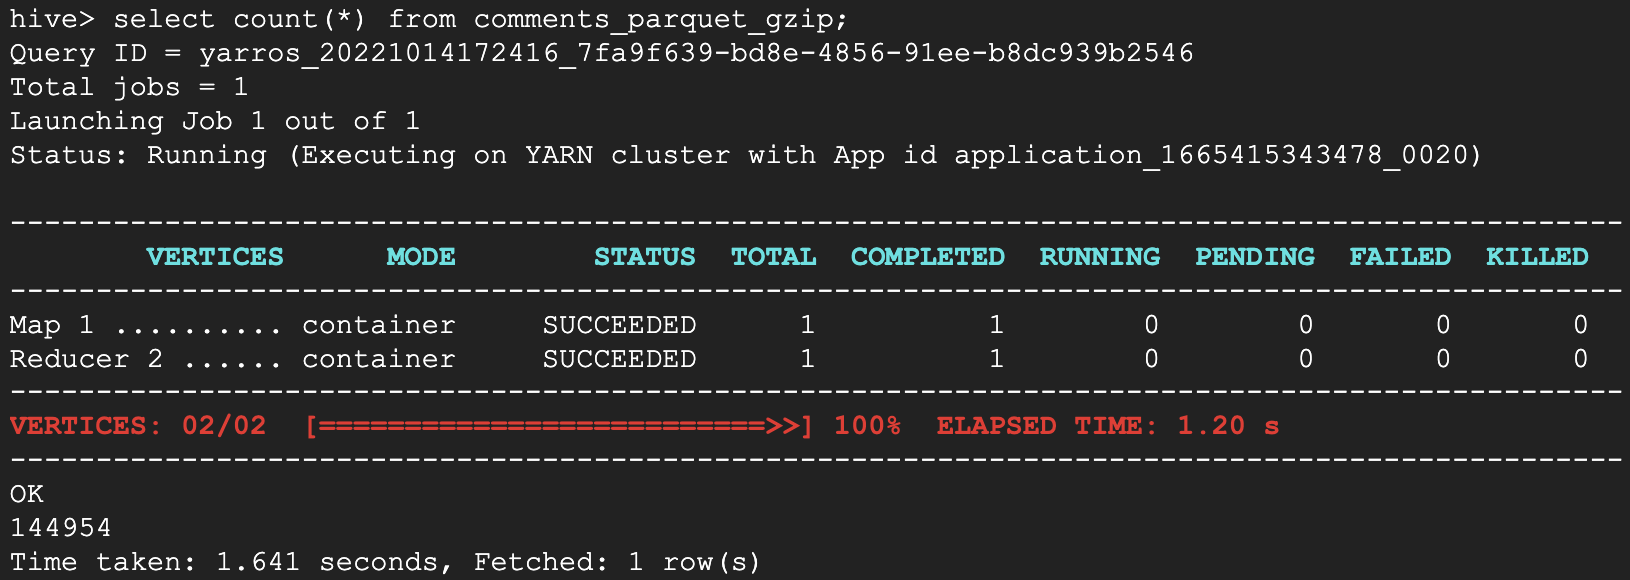 hive> select count(*) from comments_parquet_gzip;
Query ID = yarros_20221014172416_7fa9f639-bd8e-4856-91ee-b8dc939b2546
Total jobs = 1
Launching Job 1 out of 1
Status: Running (Executing on YARN cluster with App id application_1665415343478_0020)
----------------------------------------------------------------------------------------------
        VERTICES      MODE        STATUS  TOTAL  COMPLETED  RUNNING  PENDING  FAILED  KILLED
----------------------------------------------------------------------------------------------
Map 1 .......... container     SUCCEEDED      1          1        0        0       0       0
Reducer 2 ...... container     SUCCEEDED      1          1        0        0       0       0
----------------------------------------------------------------------------------------------
VERTICES: 02/02  [==========================>>] 100%  ELAPSED TIME: 1.20 s
----------------------------------------------------------------------------------------------
OK
144954
Time taken: 1.641 seconds, Fetched: 1 row(s)